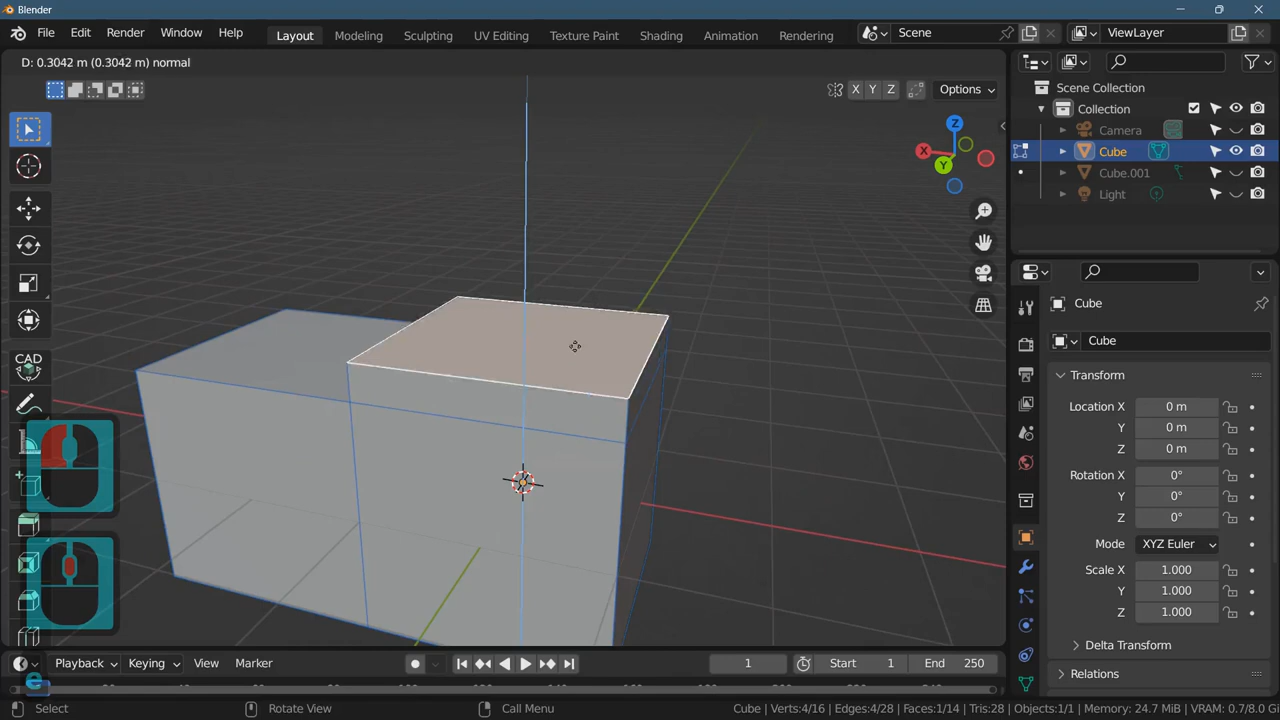 Blender
File Edit Render Window Help
Layout Modeling Sculpting UV Editing Texture Paint Shading Animation Rendering
Scene
ViewLayer
D: 0.3042 m (0.3042 m) normal
X Y Z Options
Scene Collection
Collection
Camera
Cube
Cube.001
Light
Z
X
Y
CAD
Cube
Cube
Transform
Location X 0 m
Y 0 m
Z 0 m
Rotation X 0°
Y 0°
Z 0°
Mode XYZ Euler
Scale X 1.000
Y 1.000
Z 1.000
Delta Transform
Relations
Playback Keying View Marker
1
Start 1
End 250
e
Select
Rotate View
Call Menu
Cube | Verts:4/16 | Edges:4/28 | Faces:1/14 | Tris:28 | Objects:1/1 | Memory: 24.7 MiB | VRAM: 0.7/8.0 Gi